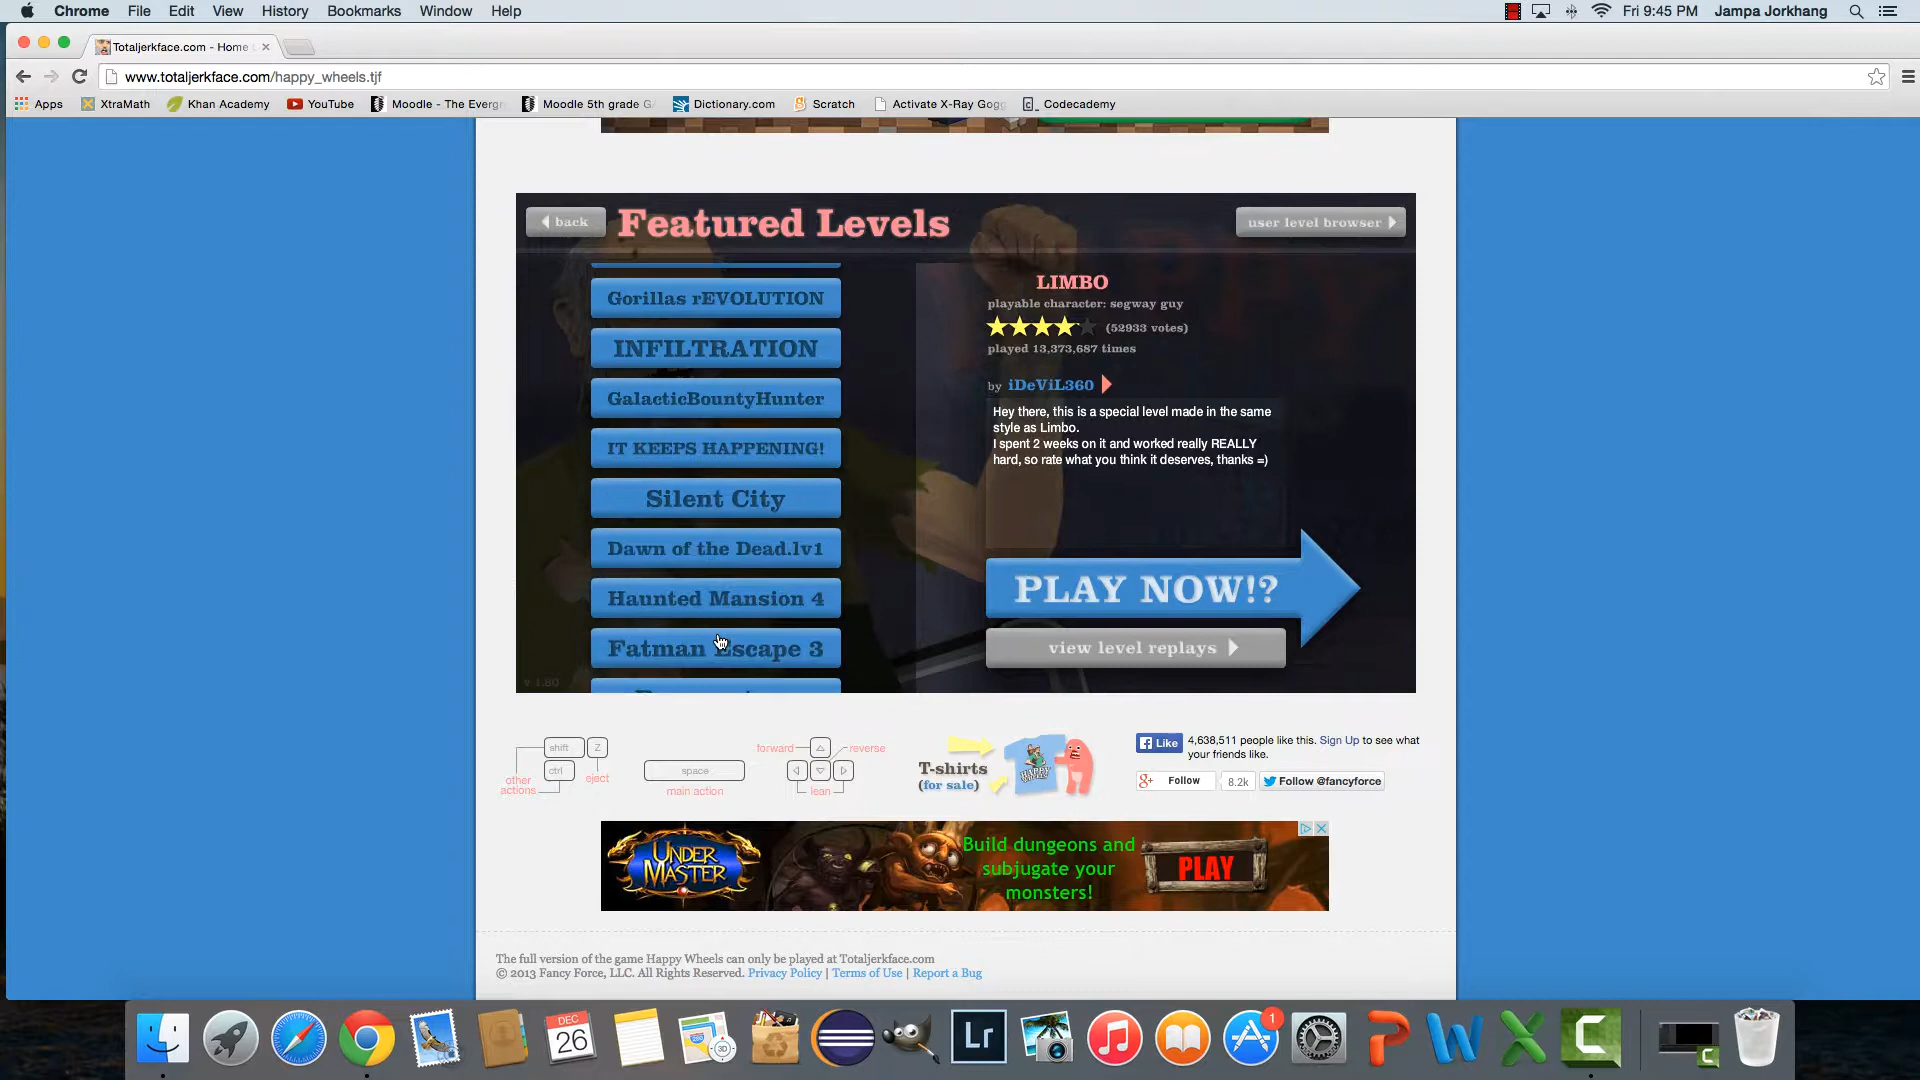 Chrome File Edit View History Bookmarks Window Help Fri 9:45 PM Jampa Jorkhang
Totaljerkface.com - Home
www.totaljerkface.com/happy_wheels.tjf
Apps XtraMath Khan Academy YouTube Moodle - The Evergr Moodle 5th grade G Dictionary.com Scratch Activate X-Ray Gogg Codecademy
back Featured Levels user level browser
Gorillas rEVOLUTION
INFILTRATION
GalacticBountyHunter
IT KEEPS HAPPENING!
Silent City
Dawn of the Dead.lv1
Haunted Mansion 4
Fatman Escape 3
v 1.80
LIMBO
playable character: segway guy
(52933 votes)
played 13,373,687 times
by iDeViL360
Hey there, this is a special level made in the same
style as Limbo.
I spent 2 weeks on it and worked really REALLY
hard, so rate what you think it deserves, thanks =)
PLAY NOW!?
view level replays
shift Z
ctrl
other
actions
eject
space
main action
forward reverse
lean
T-shirts
(for sale)
HAPPY
Like 4,638,511 people like this. Sign Up to see what
your friends like.
Follow 8.2k Follow @fancyforce
UNDER
MASTER
Build dungeons and
subjugate your
monsters!
PLAY
The full version of the game Happy Wheels can only be played at Totaljerkface.com
© 2013 Fancy Force, LLC. All Rights Reserved. Privacy Policy | Terms of Use | Report a Bug
DEC
26
Lr
1